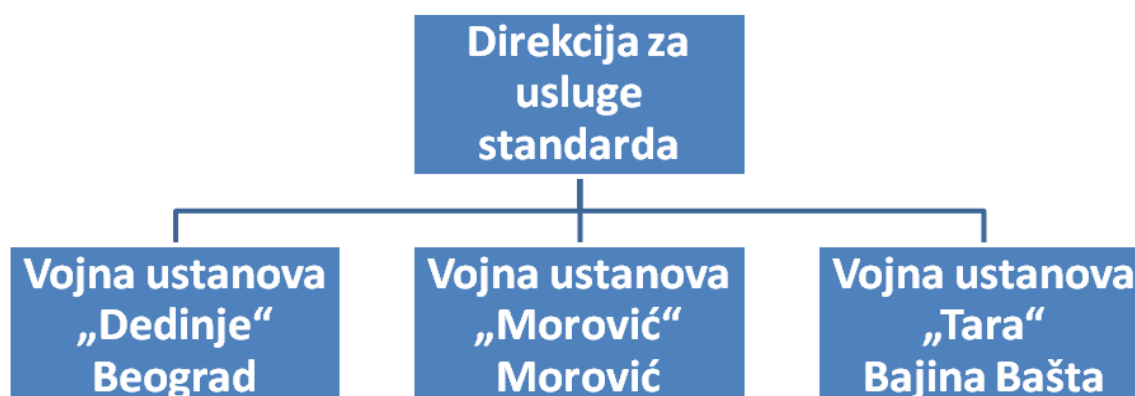 Direkcija za
usluge
standarda
Vojna ustanova
„Dedinje“
Beograd
Vojna ustanova
„Morović“
Morović
Vojna ustanova
„Tara“
Bajina Bašta